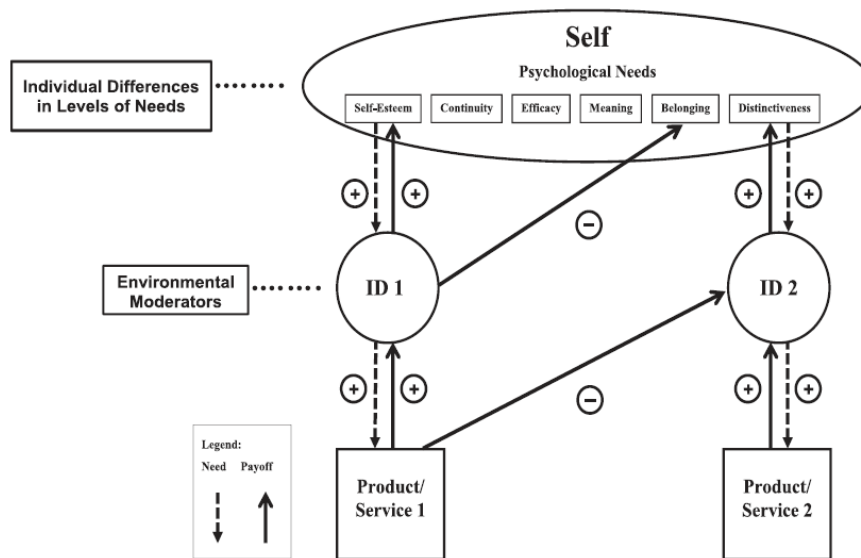 Self
Psychological Needs
Individual Differences
in Levels of Needs
Self-Esteem
Continuity
Efficacy
Meaning
Belonging
Distinctiveness
+
+
−
+
+
Environmental
Moderators
ID 1
ID 2
+
+
−
+
+
Legend:
Need Payoff
Product/
Service 1
Product/
Service 2